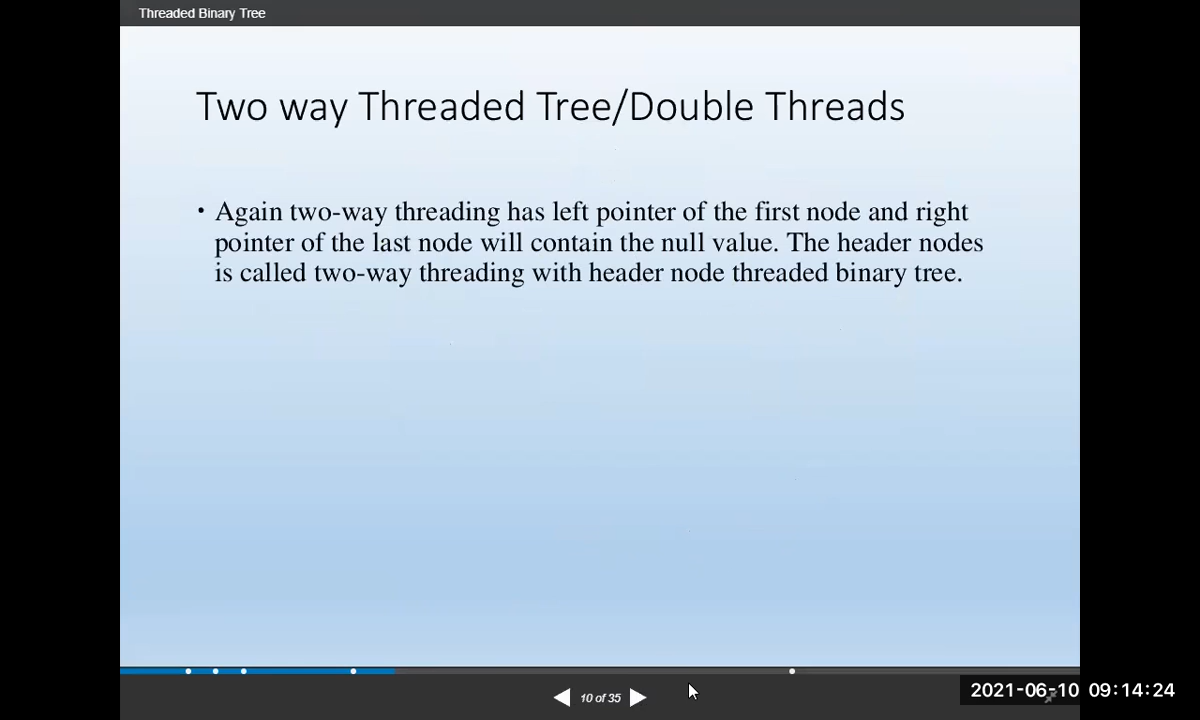 Threaded Binary Tree
Two way Threaded Tree/Double Threads
• Again two-way threading has left pointer of the first node and right
pointer of the last node will contain the null value. The header nodes
is called two-way threading with header node threaded binary tree.
10 of 35
2021-06-10 09:14:24